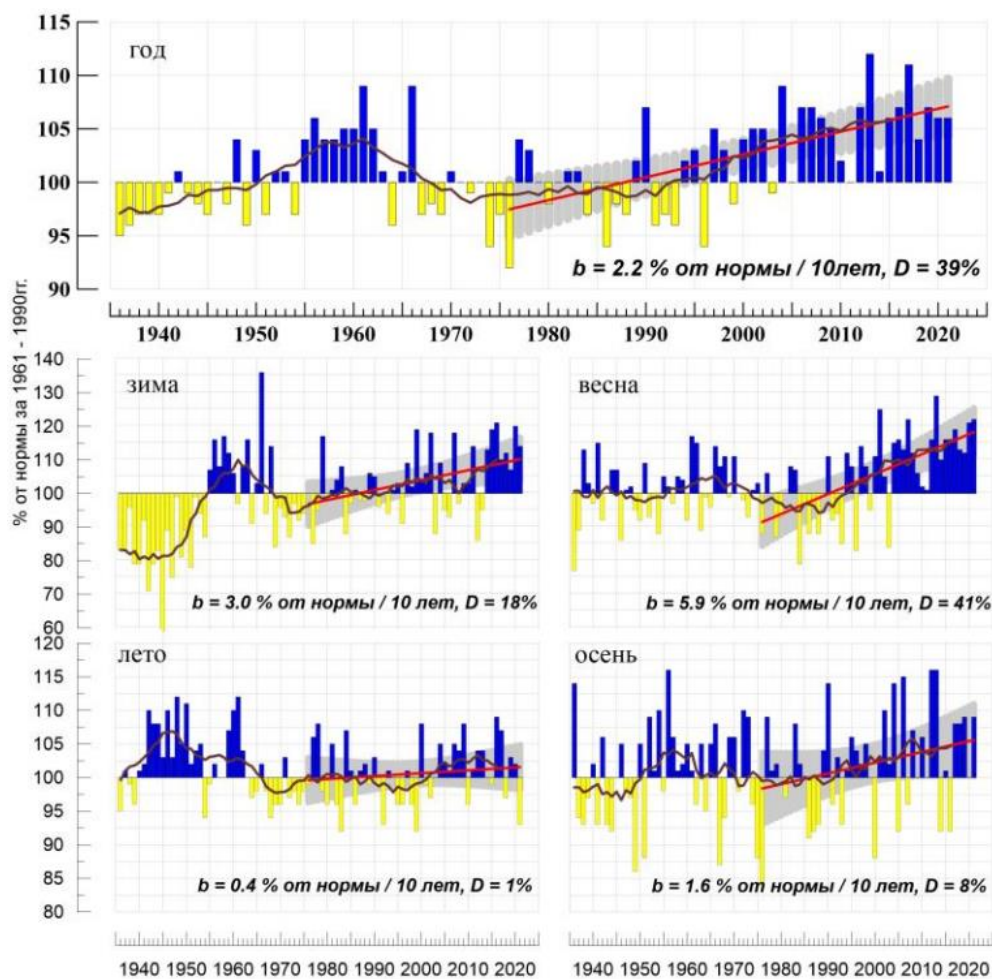 115
год
110
105
100
95
90
b = 2.2 % от нормы / 10лет, D = 39%
1940 1950 1960 1970 1980 1990 2000 2010 2020
% от нормы за 1961 - 1990гг.
140
130
120
110
100
90
80
70
60
зима
b = 3.0 % от нормы / 10 лет, D = 18%
весна
b = 5.9 % от нормы / 10 лет, D = 41%
120
115
110
105
100
95
90
85
80
лето
b = 0.4 % от нормы / 10 лет, D = 1%
осень
b = 1.6 % от нормы / 10 лет, D = 8%
1940 1950 1960 1970 1980 1990 2000 2010 2020
1940 1950 1960 1970 1980 1990 2000 2010 2020